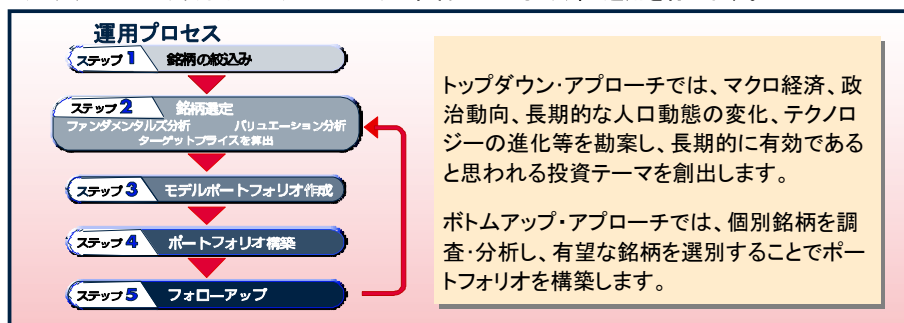 運用プロセス
ステップ1 銘柄の絞込み
ステップ2 銘柄選定
ファンダメンタルズ分析 バリュエーション分析
ターゲットプライスを算出
ステップ3 モデルポートフォリオ作成
ステップ4 ポートフォリオ構築
ステップ5 フォローアップ
トップダウン・アプローチでは、マクロ経済、政
治動向、長期的な人口動態の変化、テクノロ
ジーの進化等を勘案し、長期的に有効である
と思われる投資テーマを創出します。
ボトムアップ・アプローチでは、個別銘柄を調
査・分析し、有望な銘柄を選別することでポー
トフォリオを構築します。